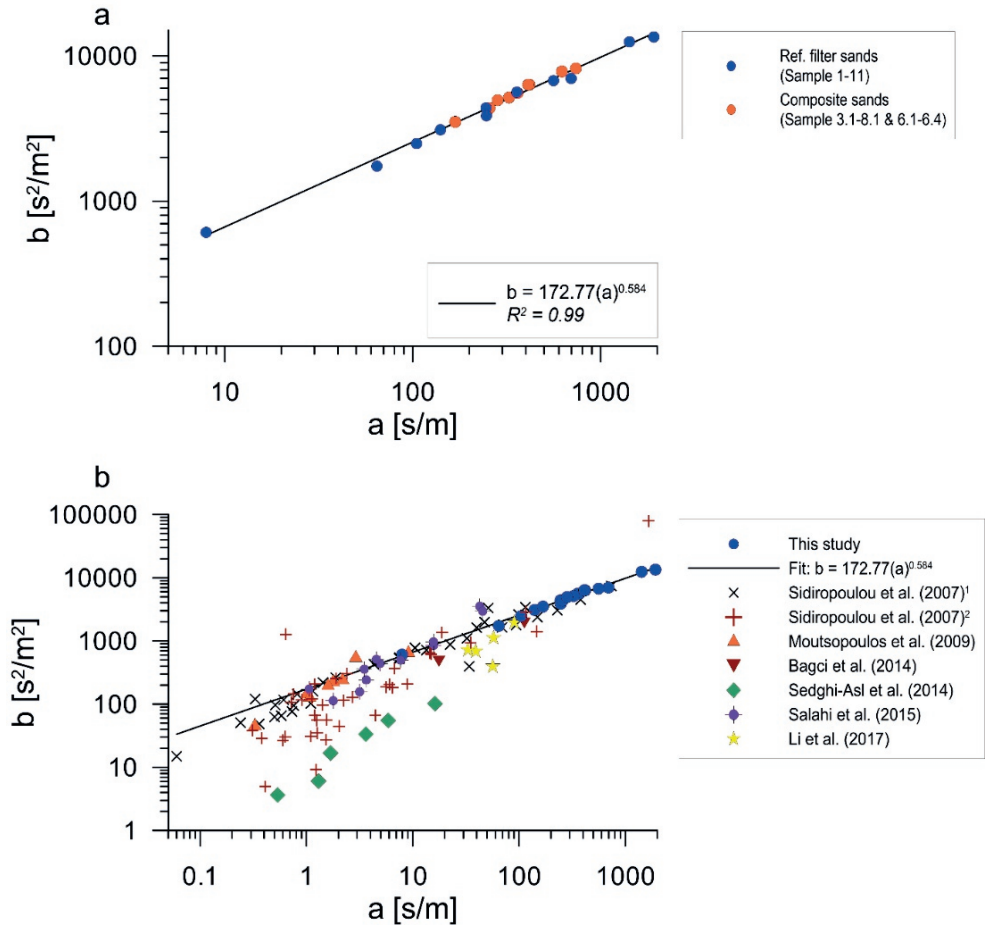 a
b [s²/m²]
10000
1000
100
10
100
1000
a [s/m]
b = 172.77(a)^0.584
R² = 0.99
Ref. filter sands
(Sample 1-11)
Composite sands
(Sample 3.1-8.1 & 6.1-6.4)
b
b [s²/m²]
100000
10000
1000
100
10
1
0.1
1
10
100
1000
a [s/m]
This study
Fit: b = 172.77(a)^0.584
Sidiropoulou et al. (2007)¹
Sidiropoulou et al. (2007)²
Moutsopoulos et al. (2009)
Bagci et al. (2014)
Sedghi-Asl et al. (2014)
Salahi et al. (2015)
Li et al. (2017)